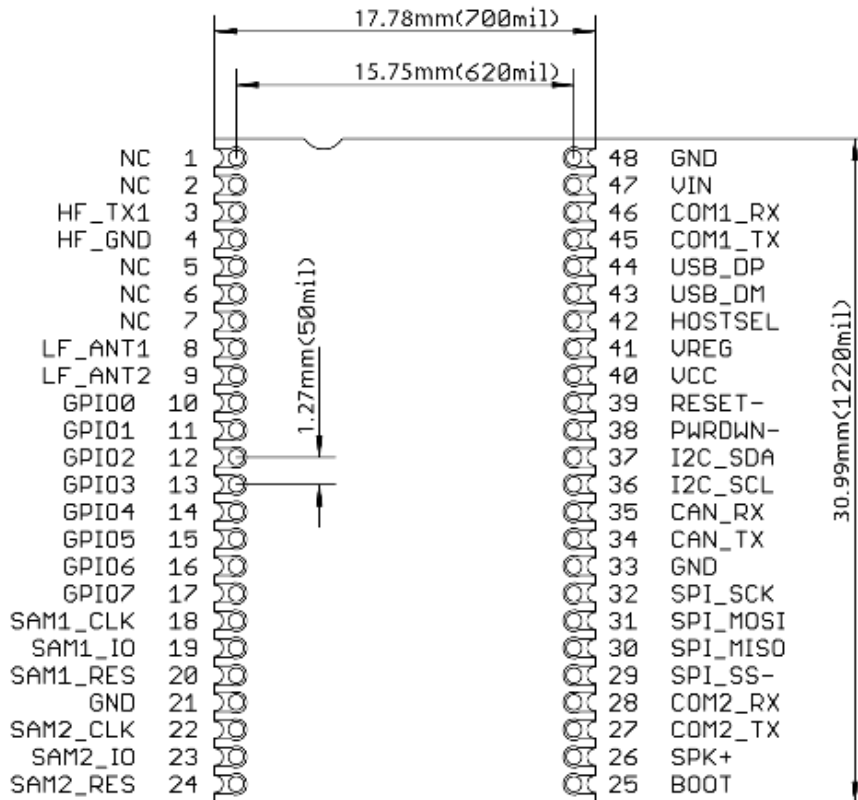 17.78mm(700mil)
15.75mm(620mil)
NC 1 48 GND
NC 2 47 VIN
HF_TX1 3 46 COM1_RX
HF_GND 4 45 COM1_TX
NC 5 44 USB_DP
NC 6 43 USB_DM
NC 7 42 HOSTSEL
LF_ANT1 8 41 VREG
LF_ANT2 9 40 VCC
GPIO0 10 39 RESET-
GPIO1 11 38 PWRDWN-
GPIO2 12 37 I2C_SDA
GPIO3 13 36 I2C_SCL
GPIO4 14 35 CAN_RX
GPIO5 15 34 CAN_TX
GPIO6 16 33 GND
GPIO7 17 32 SPI_SCK
SAM1_CLK 18 31 SPI_MOSI
SAM1_IO 19 30 SPI_MISO
SAM1_RES 20 29 SPI_SS-
GND 21 28 COM2_RX
SAM2_CLK 22 27 COM2_TX
SAM2_IO 23 26 SPK+
SAM2_RES 24 25 BOOT
1.27mm(50mil)
30.99mm(1220mil)